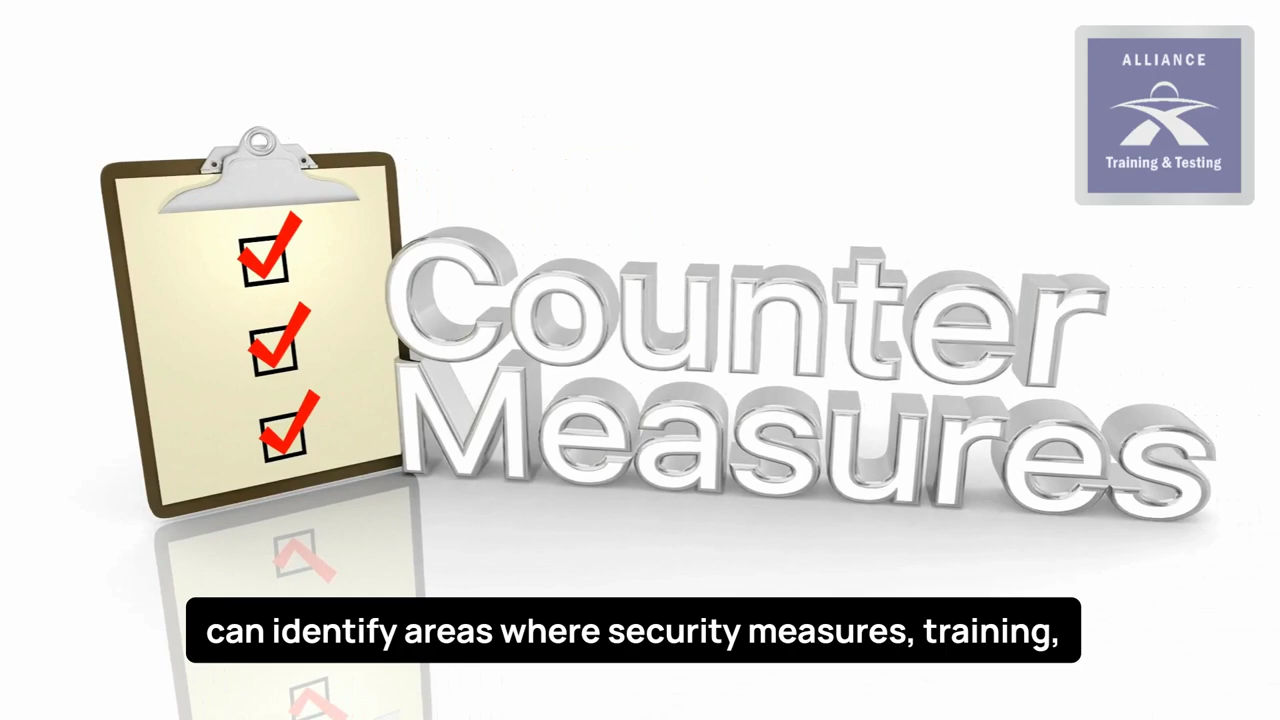 ALLIANCE
Training & Testing
Counter
Measures
can identify areas where security measures, training,